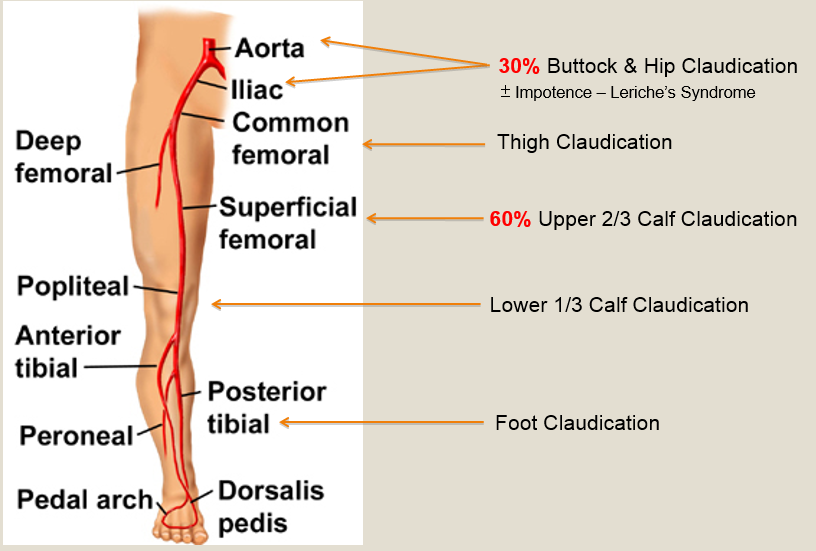 Aorta
30% Buttock & Hip Claudication
Iliac
± Impotence – Leriche's Syndrome
Common
femoral
Deep
femoral
Thigh Claudication
Superficial
femoral
60% Upper 2/3 Calf Claudication
Popliteal
Lower 1/3 Calf Claudication
Anterior
tibial
Posterior
tibial
Foot Claudication
Peroneal
Pedal arch
Dorsalis
pedis